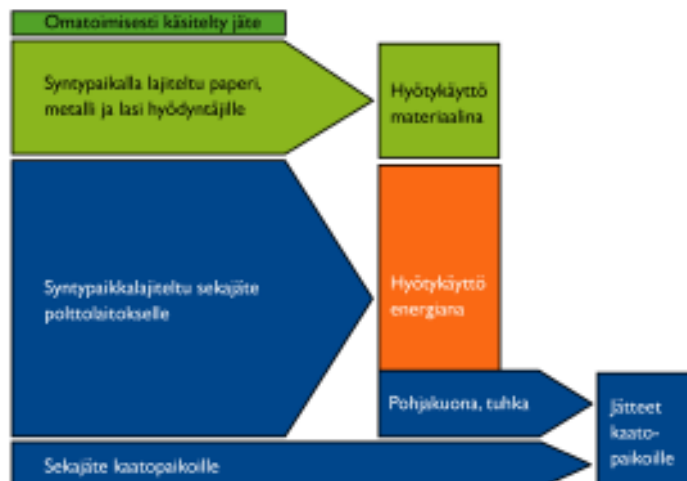 Omatoimisesti käsitelty jäte
Syntypaikalla lajiteltu paperi,
metalli ja lasi hyödyntäjille
Hyötykäyttö
materiaalina
Syntypaikkalajiteltu sekajäte
polttolaitokselle
Hyötykäyttö
energiana
Pohjakuona, tuhka
Jätteet
kaato-
paikoille
Sekajäte kaatopaikoille